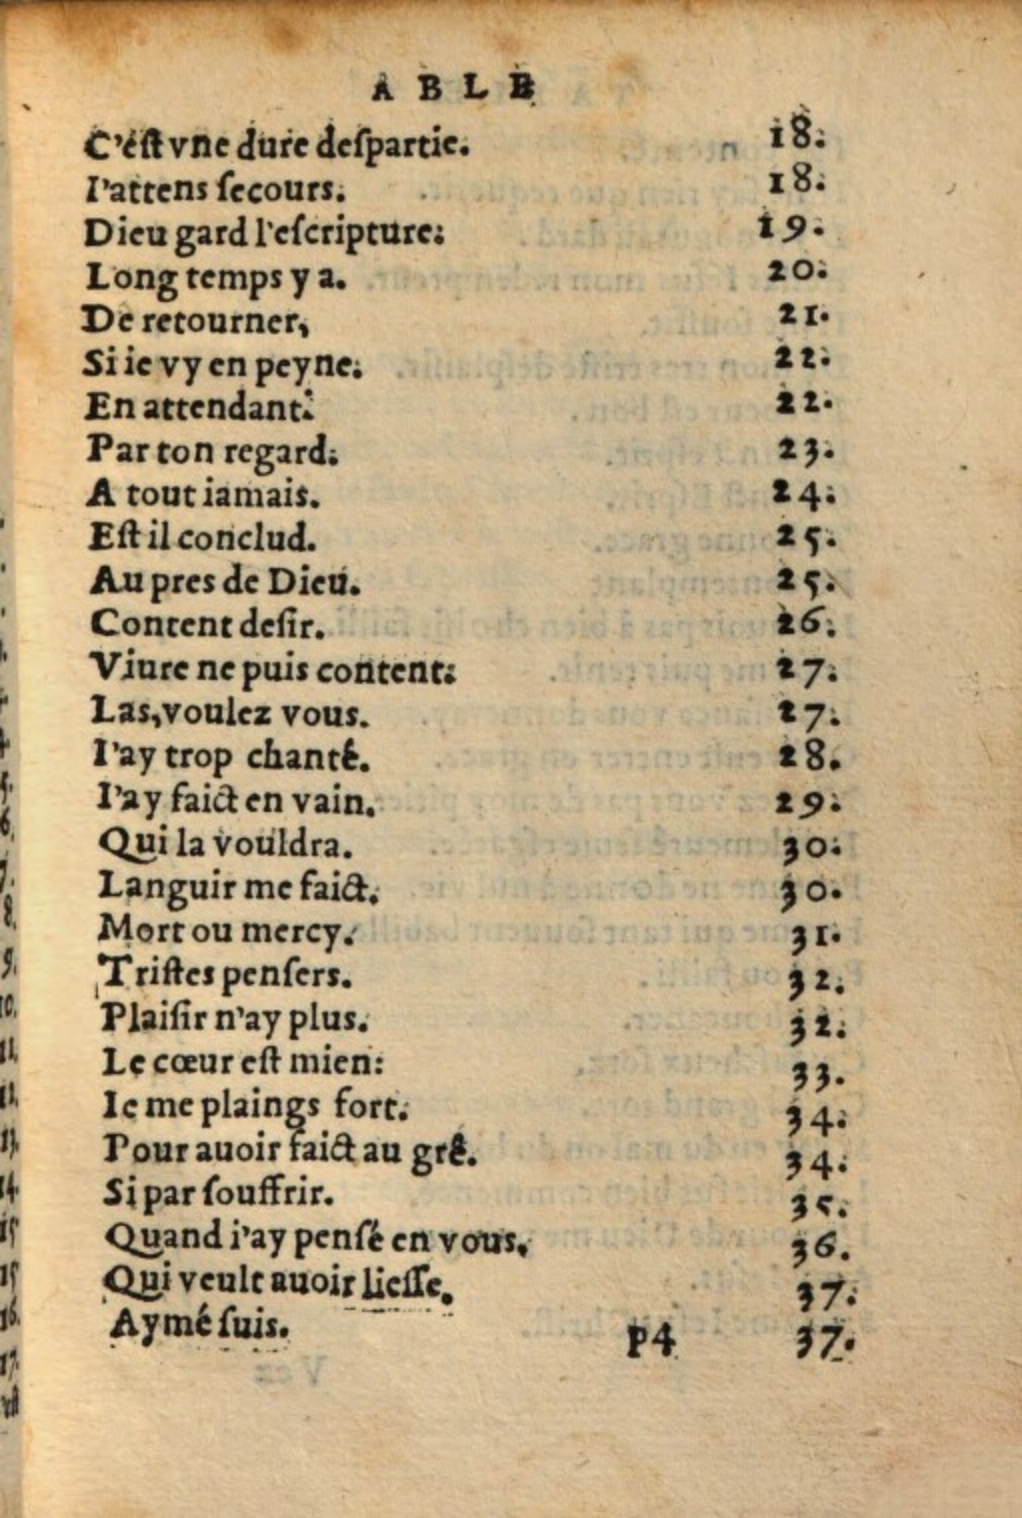 ABLE
C'est vne dure deſpartie. 18.
I'attens ſecours. 18.
Dieu gard l'eſcripture: 19.
Long temps y a. 20.
De retourner, 21.
Si ie vy en peyne. 22.
En attendant. 22.
Par ton regard. 23.
A tout iamais. 24.
Eſt il conclud. 25.
Au pres de Dieu. 25.
Content deſir. 26.
Viure ne puis content: 27.
Las, voulez vous. 27.
I'ay trop chanté. 28.
I'ay faict en vain. 29.
Qui la vouldra. 30.
Languir me faict. 30.
Mort ou mercy. 31.
Triſtes penſers. 32.
Plaiſir n'ay plus. 32.
Le cœur eſt mien: 33.
Ie me plaings fort. 34.
Pour auoir faict au gré. 34.
Si par ſouffrir. 35.
Quand i'ay penſé en vous. 36.
Qui veult auoir lieſſe. 37.
Aymé ſuis. 37.
P4